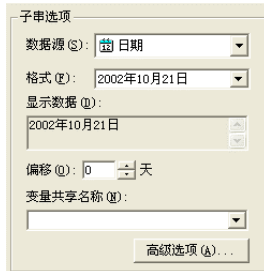 子串选项
数据源(S): 日期
格式(F): 2002年10月21日
显示数据(D):
2002年10月21日
偏移(O): 0 天
变量共享名称(N):
高级选项(A)...